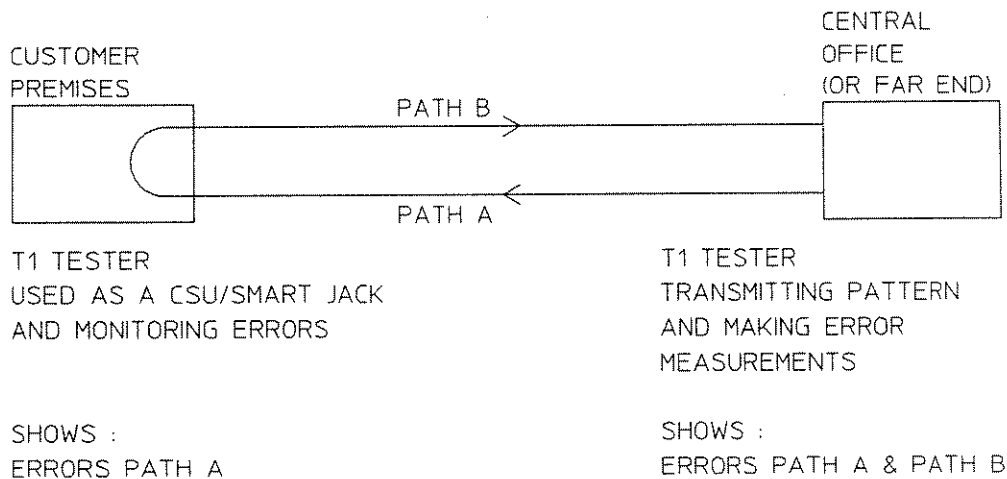 CUSTOMER
PREMISES
CENTRAL
OFFICE
(OR FAR END)
PATH B
PATH A
T1 TESTER
USED AS A CSU/SMART JACK
AND MONITORING ERRORS
T1 TESTER
TRANSMITTING PATTERN
AND MAKING ERROR
MEASUREMENTS
SHOWS :
ERRORS PATH A
SHOWS :
ERRORS PATH A & PATH B